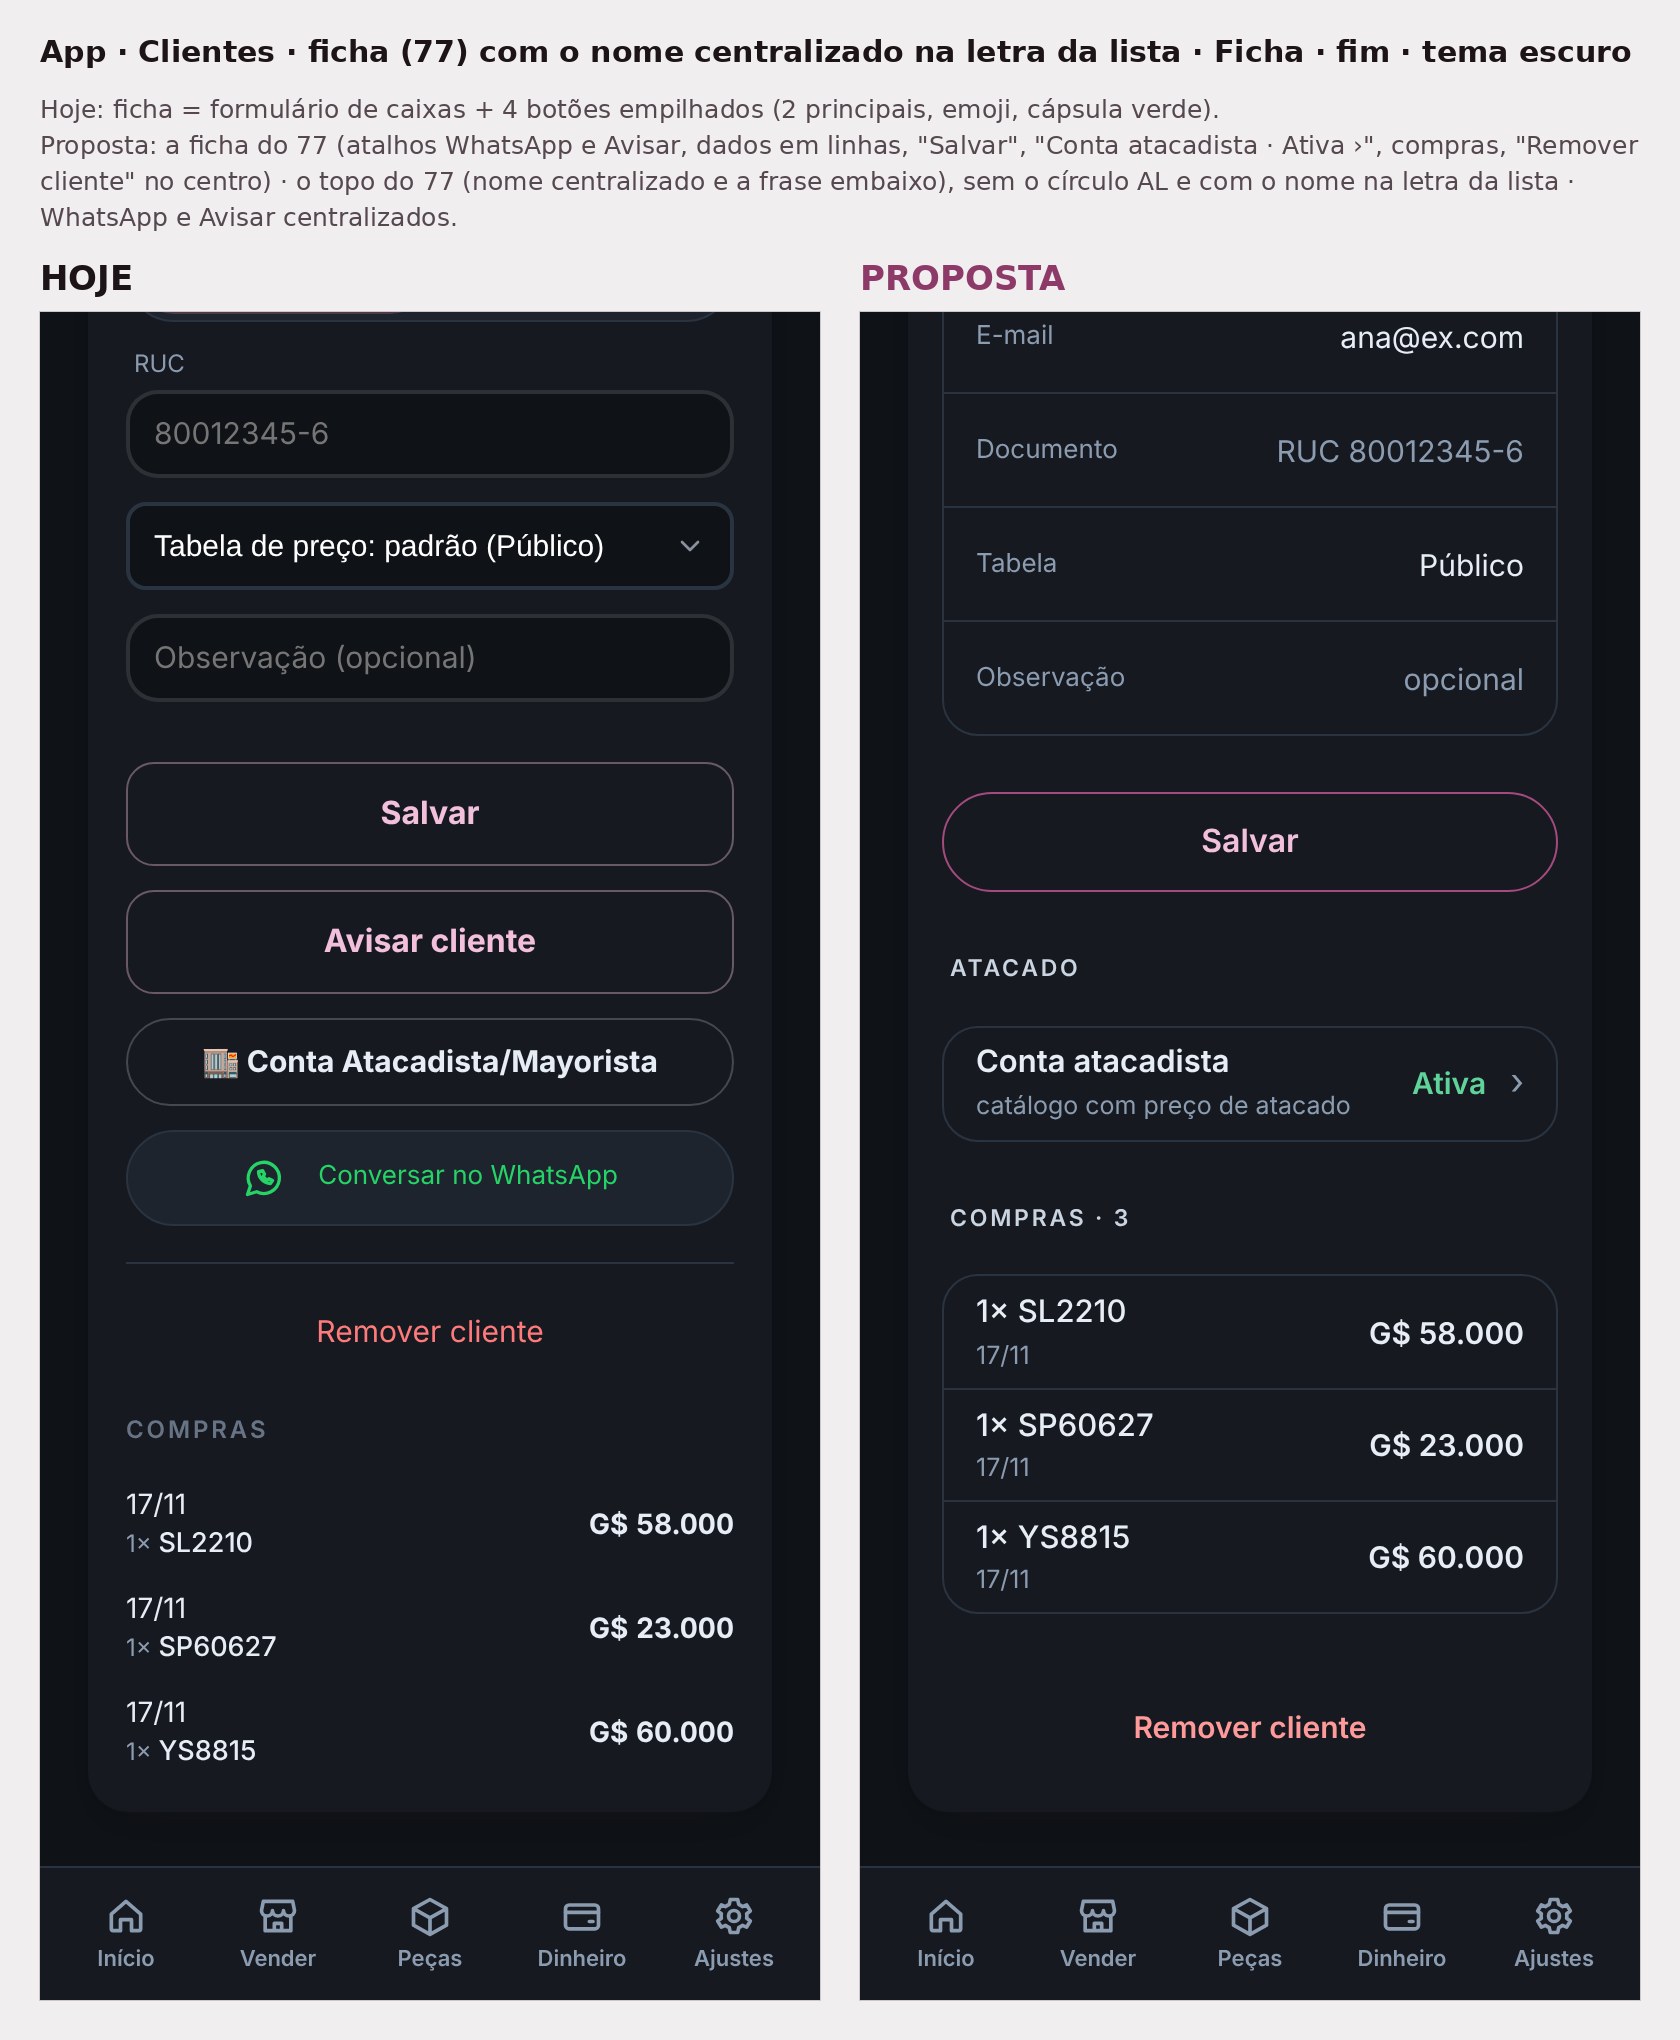 App · Clientes · ficha (77) com o nome centralizado na letra da lista · Ficha · fim · tema escuro
Hoje: ficha = formulário de caixas + 4 botões empilhados (2 principais, emoji, cápsula verde).
Proposta: a ficha do 77 (atalhos WhatsApp e Avisar, dados em linhas, "Salvar", "Conta atacadista · Ativa ›", compras, "Remover
cliente" no centro) · o topo do 77 (nome centralizado e a frase embaixo), sem o círculo AL e com o nome na letra da lista ·
WhatsApp e Avisar centralizados.
HOJE
RUC
80012345-6
Tabela de preço: padrão (Público)
Observação (opcional)
Salvar
Avisar cliente
Conta Atacadista/Mayorista
Conversar no WhatsApp
Remover cliente
COMPRAS
17/11
1× SL2210
G$ 58.000
17/11
1× SP60627
G$ 23.000
17/11
1× YS8815
G$ 60.000
Início
Vender
Peças
Dinheiro
Ajustes
PROPOSTA
E-mail
ana@ex.com
Documento
RUC 80012345-6
Tabela
Público
Observação
opcional
Salvar
ATACADO
Conta atacadista
catálogo com preço de atacado
Ativa ›
COMPRAS · 3
1× SL2210
17/11
G$ 58.000
1× SP60627
17/11
G$ 23.000
1× YS8815
17/11
G$ 60.000
Remover cliente
Início
Vender
Peças
Dinheiro
Ajustes